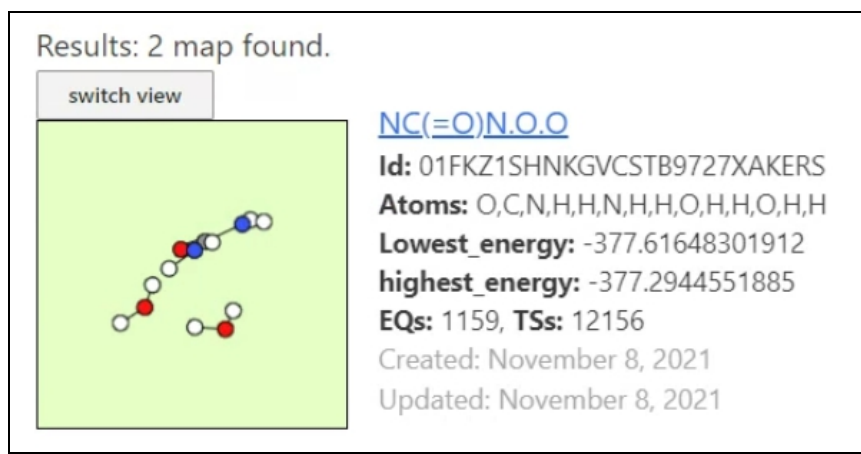 Results: 2 map found.
switch view
NC(=O)N.O.O
Id: 01FKZ1SHNKGVCSTB9727XAKERS
Atoms: O,C,N,H,H,N,H,H,O,H,H,O,H,H
Lowest_energy: -377.61648301912
highest_energy: -377.2944551885
EQs: 1159, TSs: 12156
Created: November 8, 2021
Updated: November 8, 2021